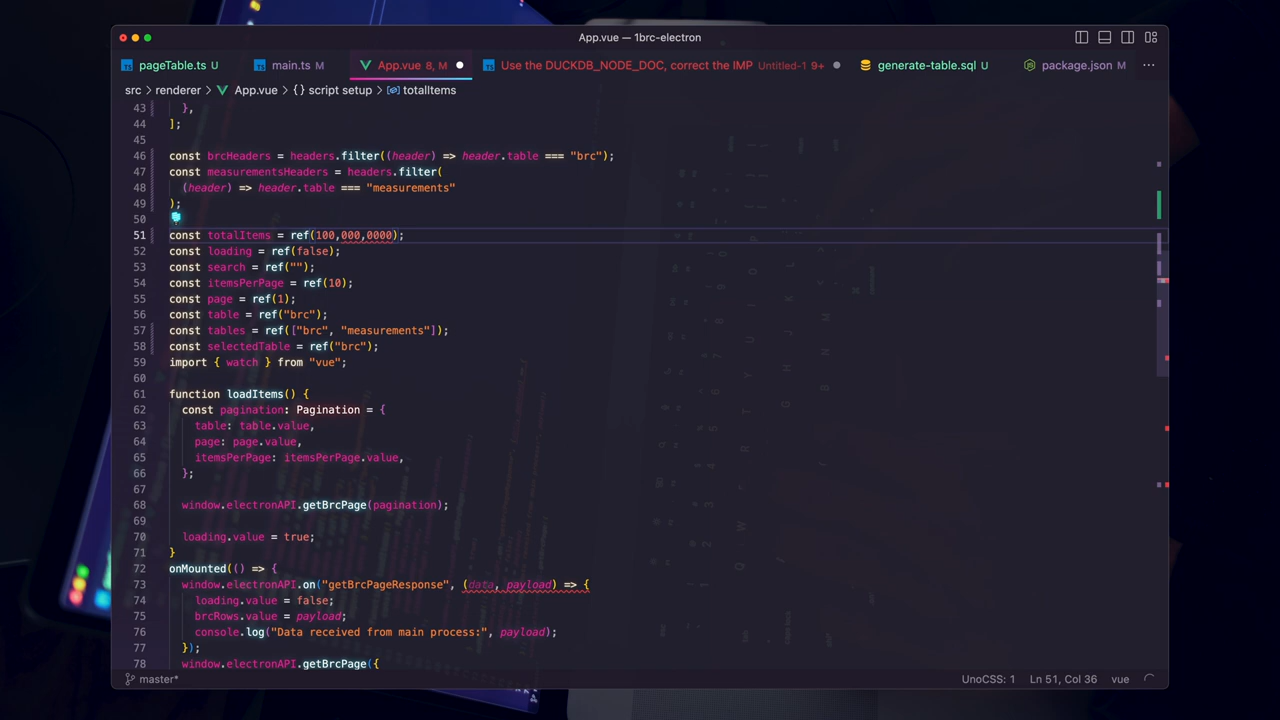 App.vue — 1brc-electron
pageTable.ts U
main.ts M
App.vue 8, M
Use the DUCKDB_NODE_DOC, correct the IMP Untitled-1 9+
generate-table.sql U
package.json M
src > renderer > App.vue > {} script setup > totalItems
43 },
44 ];
45
46 const brcHeaders = headers.filter((header) => header.table === "brc");
47 const measurementsHeaders = headers.filter(
48 (header) => header.table === "measurements"
49 );
50
51 const totalItems = ref(100,000,0000);
52 const loading = ref(false);
53 const search = ref("");
54 const itemsPerPage = ref(10);
55 const page = ref(1);
56 const table = ref("brc");
57 const tables = ref(["brc", "measurements"]);
58 const selectedTable = ref("brc");
59 import { watch } from "vue";
60
61 function loadItems() {
62 const pagination: Pagination = {
63 table: table.value,
64 page: page.value,
65 itemsPerPage: itemsPerPage.value,
66 };
67
68 window.electronAPI.getBrcPage(pagination);
69
70 loading.value = true;
71 }
72 onMounted(() => {
73 window.electronAPI.on("getBrcPageResponse", (data, payload) => {
74 loading.value = false;
75 brcRows.value = payload;
76 console.log("Data received from main process:", payload);
77 });
78 window.electronAPI.getBrcPage({
master*
UnoCSS: 1
Ln 51, Col 36
vue